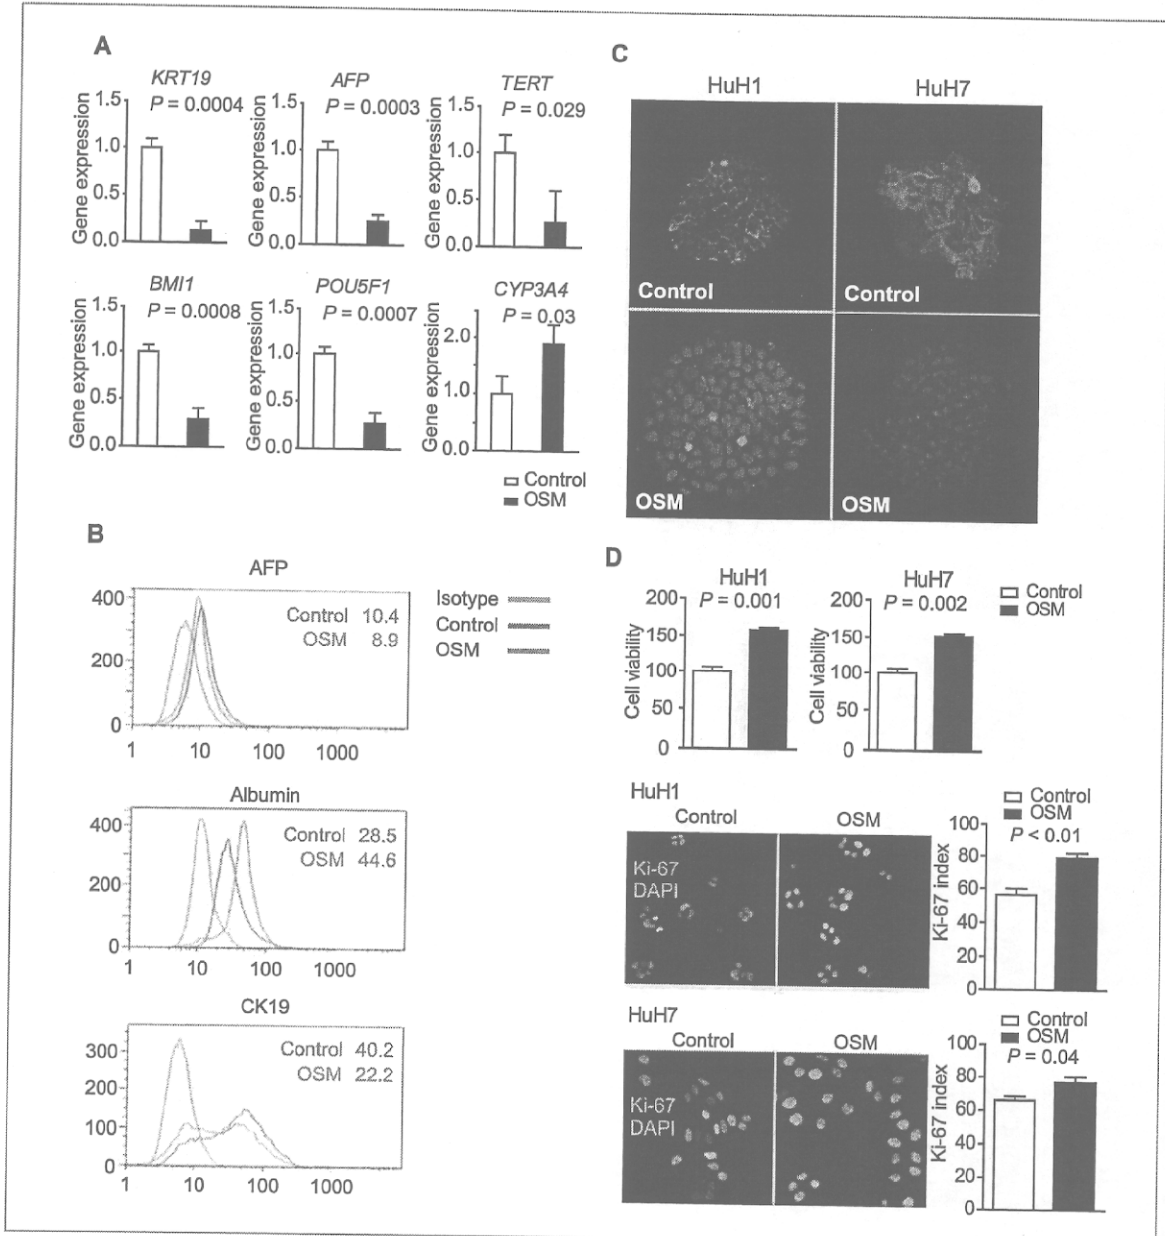 A
KRT19
P = 0.0004
Gene expression
1.5
1.0
0.5
0.0
AFP
P = 0.0003
Gene expression
1.5
1.0
0.5
0.0
TERT
P = 0.029
Gene expression
1.5
1.0
0.5
0.0
BMI1
P = 0.0008
Gene expression
1.5
1.0
0.5
0.0
POU5F1
P = 0.0007
Gene expression
1.5
1.0
0.5
0.0
CYP3A4
P = 0.03
Gene expression
2.0
1.0
0.0
Control
OSM
B
AFP
400
200
0
Control 10.4
OSM 8.9
1 10 100 1000
Isotype
Control
OSM
Albumin
400
200
0
Control 28.5
OSM 44.6
1 10 100 1000
CK19
300
200
100
0
Control 40.2
OSM 22.2
1 10 100 1000
C
HuH1 HuH7
Control Control
OSM OSM
D
HuH1
P = 0.001
Cell viability
200
150
100
50
0
HuH7
P = 0.002
Cell viability
200
150
100
50
0
Control
OSM
HuH1
Control OSM
Ki-67
DAPI
Control
OSM
P < 0.01
Ki-67 index
100
80
60
40
20
0
HuH7
Control OSM
Ki-67
DAPI
Control
OSM
P = 0.04
Ki-67 index
100
80
60
40
20
0